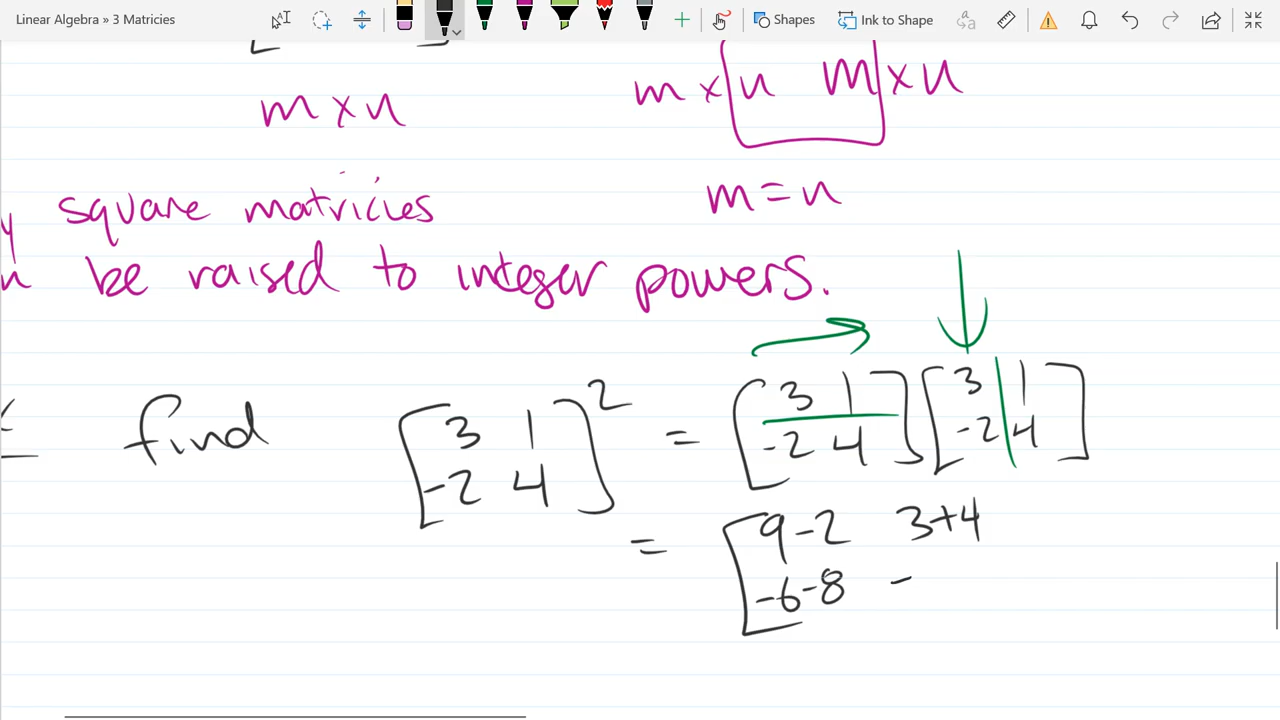 Linear Algebra » 3 Matricies
Shapes
Ink to Shape
m × n
m × n m × n
m = n
square matricies
be raised to integer powers.
find [3 1; -2 4]² = [3 1; -2 4] [3 1; -2 4]
= [9-2 3+4
-6-8 -